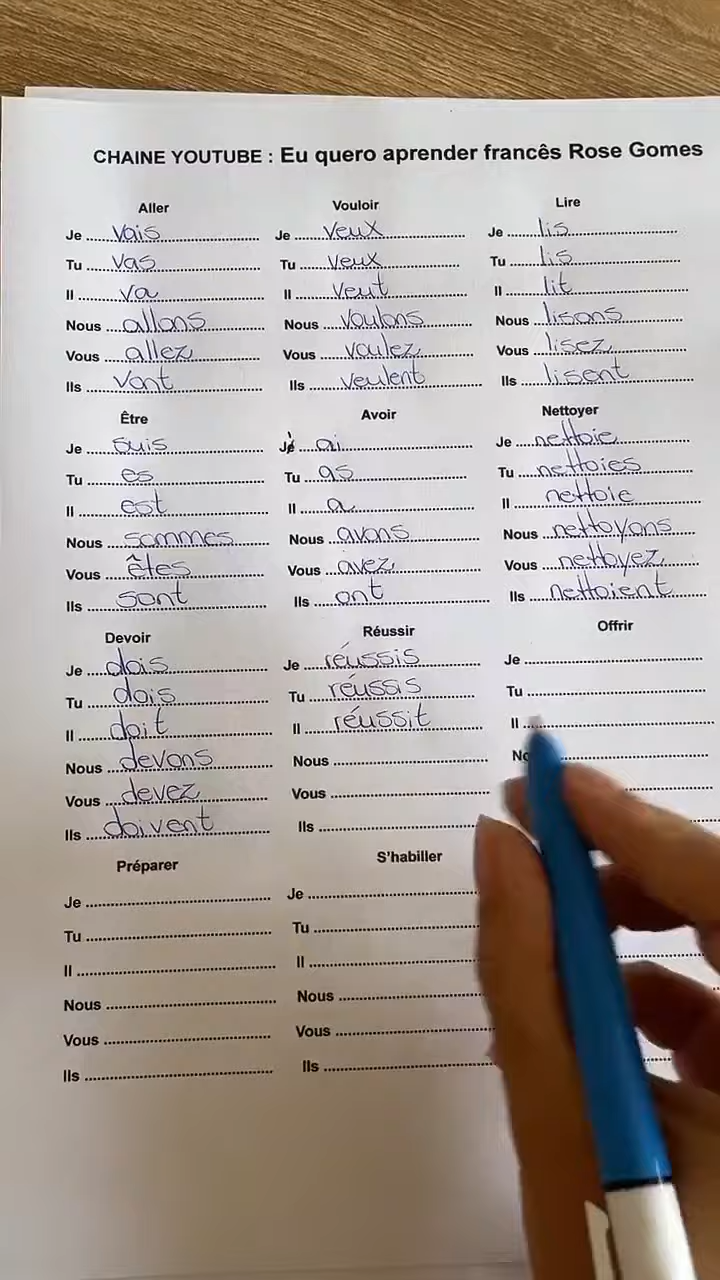 CHAINE YOUTUBE : Eu quero aprender francês Rose Gomes
Aller
Je vais
Tu vas
Il va
Nous allons
Vous allez
Ils vont
Vouloir
Je veux
Tu veux
Il veut
Nous voulons
Vous voulez
Ils veulent
Lire
Je lis
Tu lis
Il lit
Nous lisons
Vous lisez
Ils lisent
Être
Je suis
Tu es
Il est
Nous sommes
Vous êtes
Ils sont
Avoir
J' ai
Tu as
Il a
Nous avons
Vous avez
Ils ont
Nettoyer
Je nettoie
Tu nettoies
Il nettoie
Nous nettoyons
Vous nettoyez
Ils nettoient
Devoir
Je dois
Tu dois
Il doit
Nous devons
Vous devez
Ils doivent
Réussir
Je réussis
Tu réussis
Il réussit
Nous
Vous
Ils
Offrir
Je
Tu
Il
Préparer
Je
Tu
Il
Nous
Vous
Ils
S'habiller
Je
Tu
Il
Nous
Vous
Ils